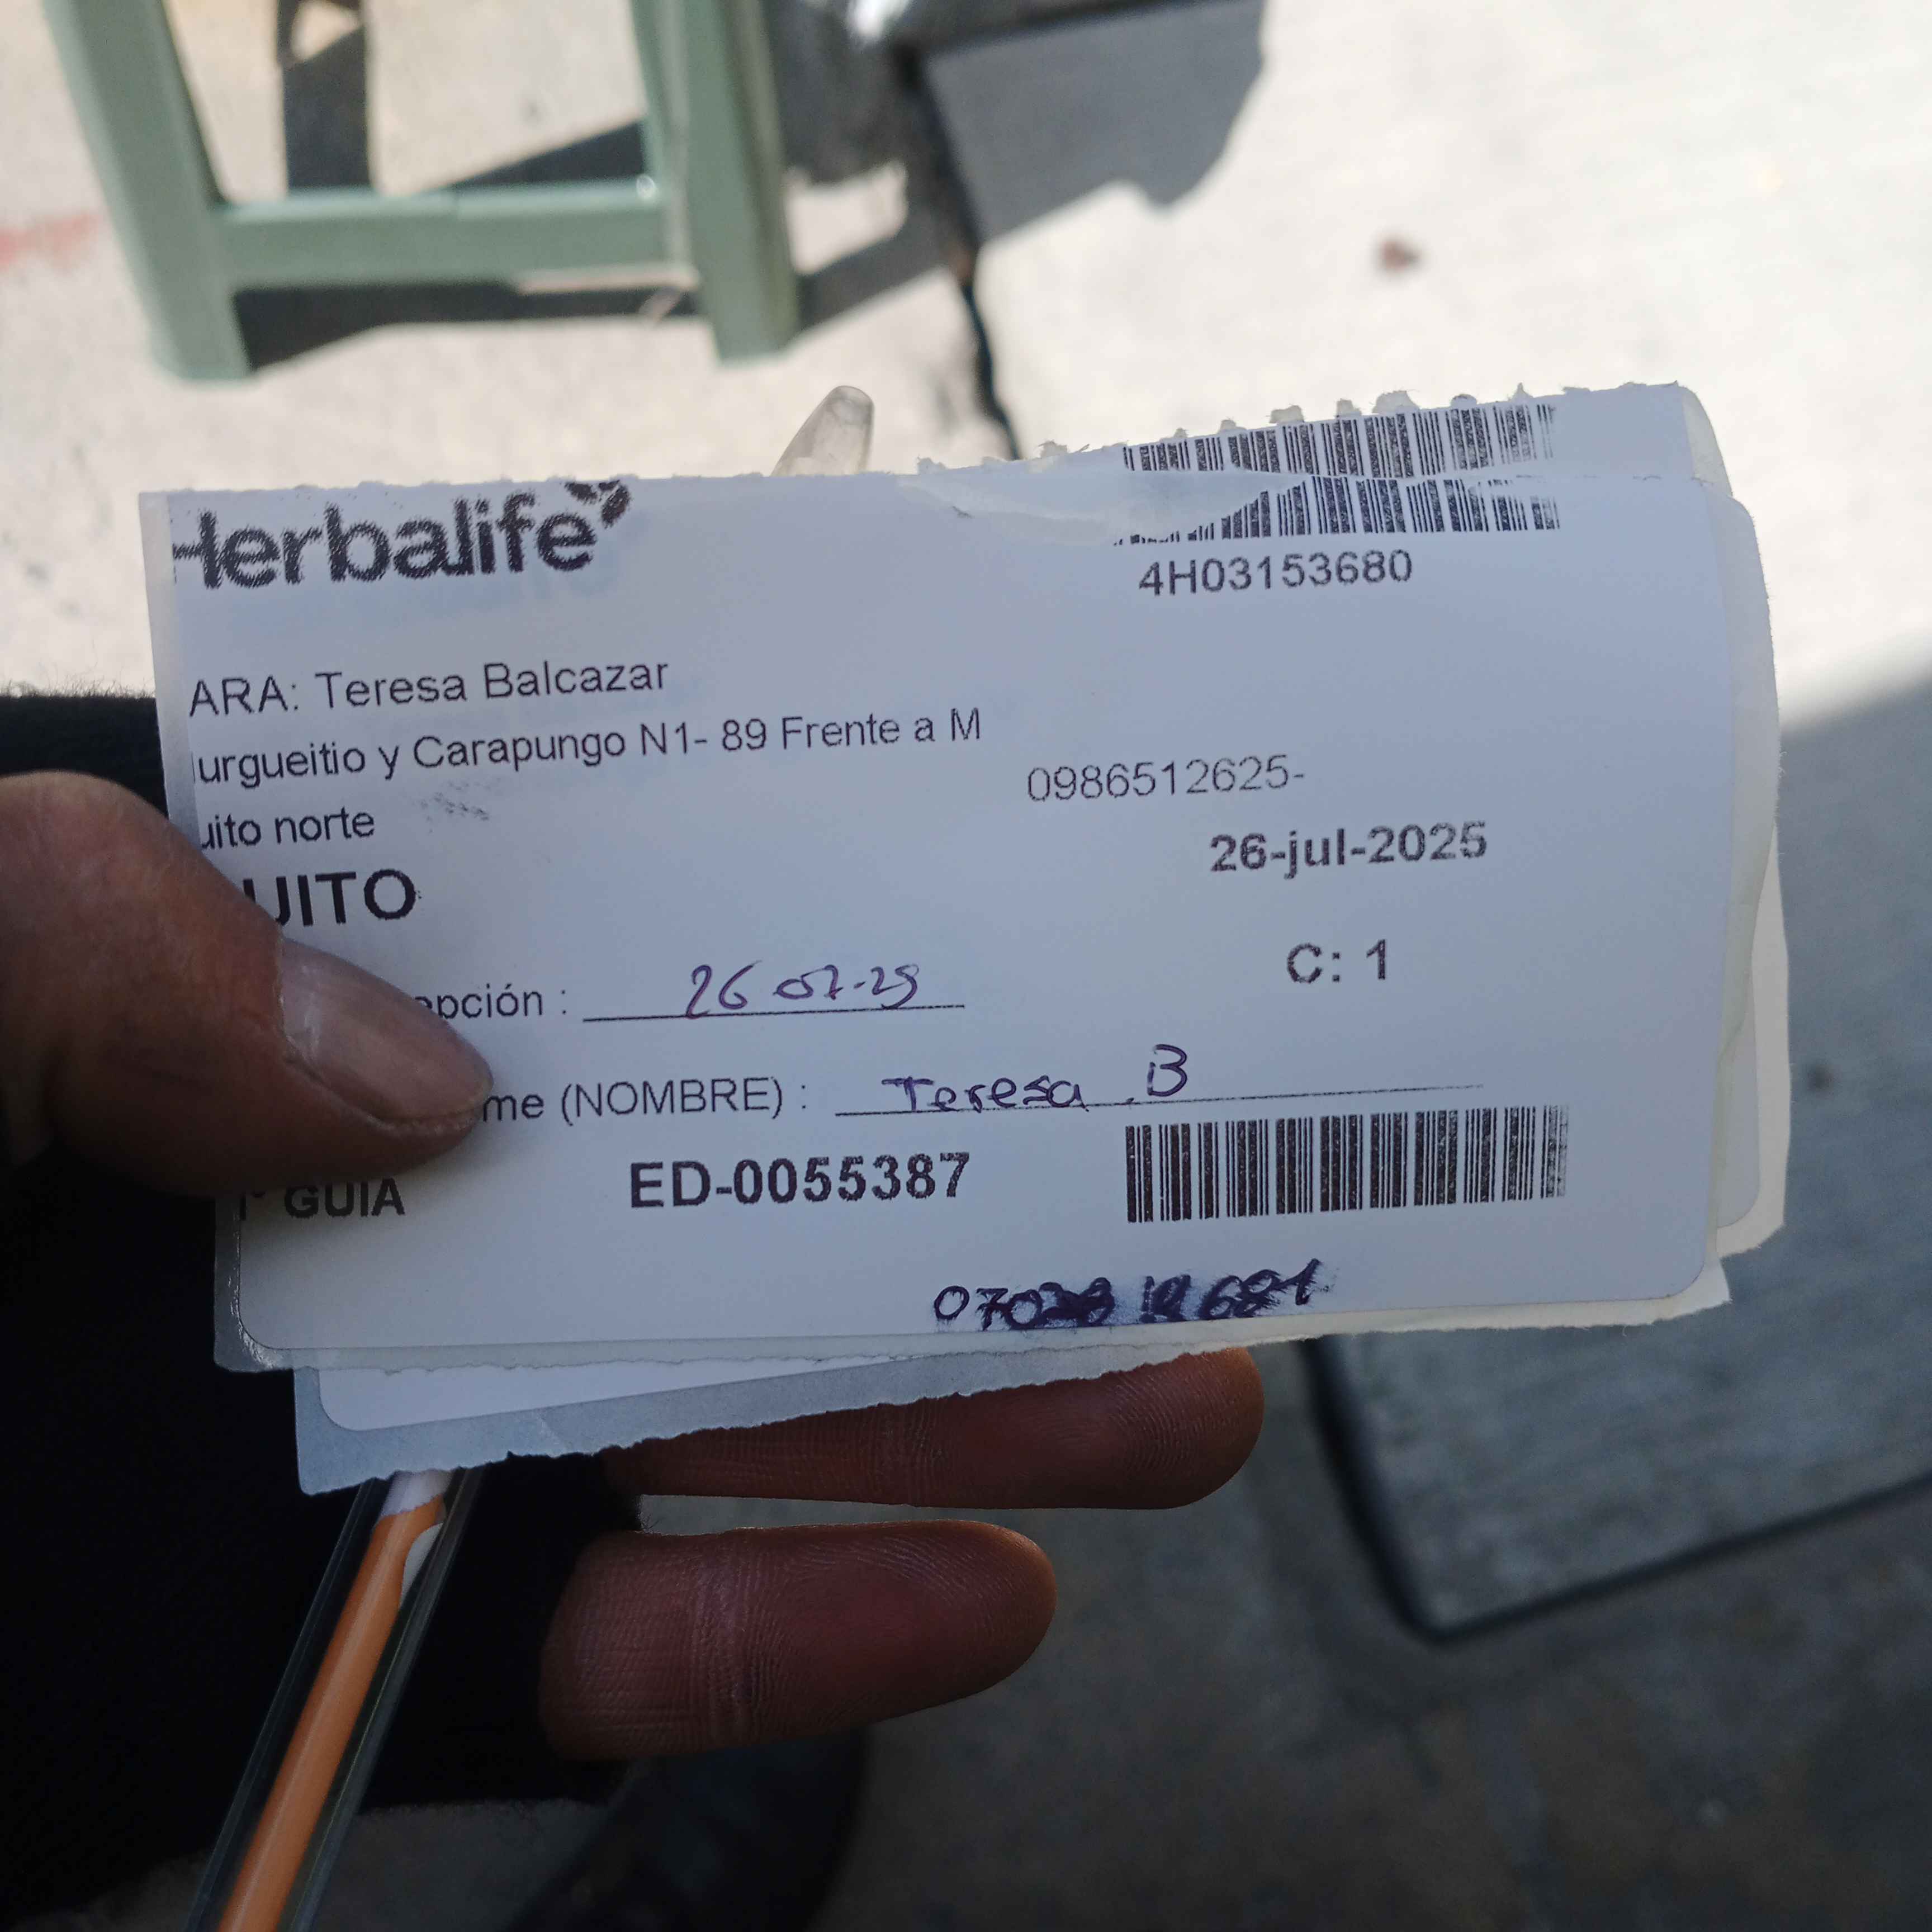 Herbalife
4H03153680
ARA: Teresa Balcazar
urgueitio y Carapungo N1- 89 Frente a M
0986512625-
uito norte
26-jul-2025
UITO
C: 1
epción : 26 07-25
me (NOMBRE) : Teresa .B
GUIA ED-0055387